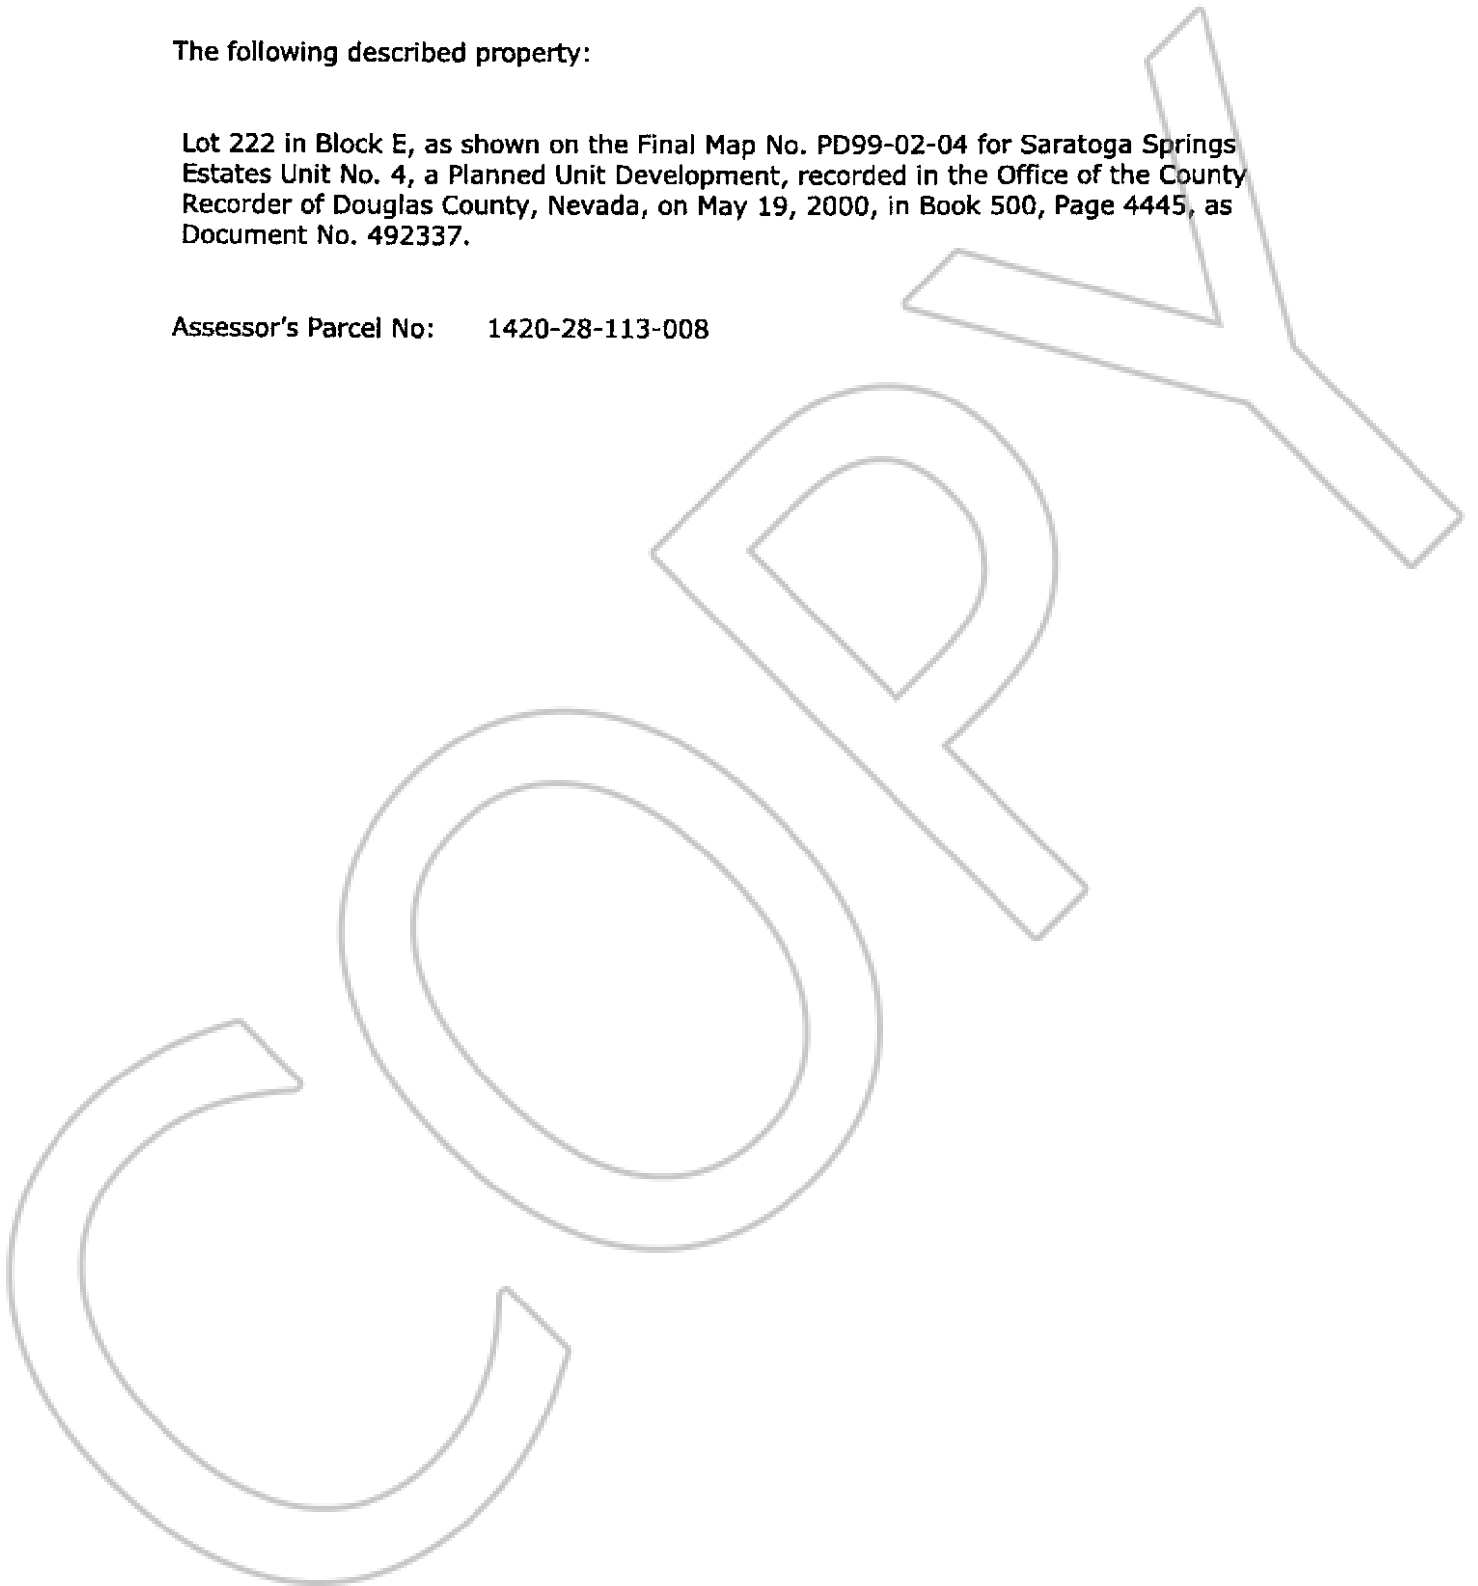 The following described property:
Lot 222 in Block E, as shown on the Final Map No. PD99-02-04 for Saratoga Springs
Estates Unit No. 4, a Planned Unit Development, recorded in the Office of the County
Recorder of Douglas County, Nevada, on May 19, 2000, in Book 500, Page 4445, as
Document No. 492337.
Assessor's Parcel No: 1420-28-113-008
COPY